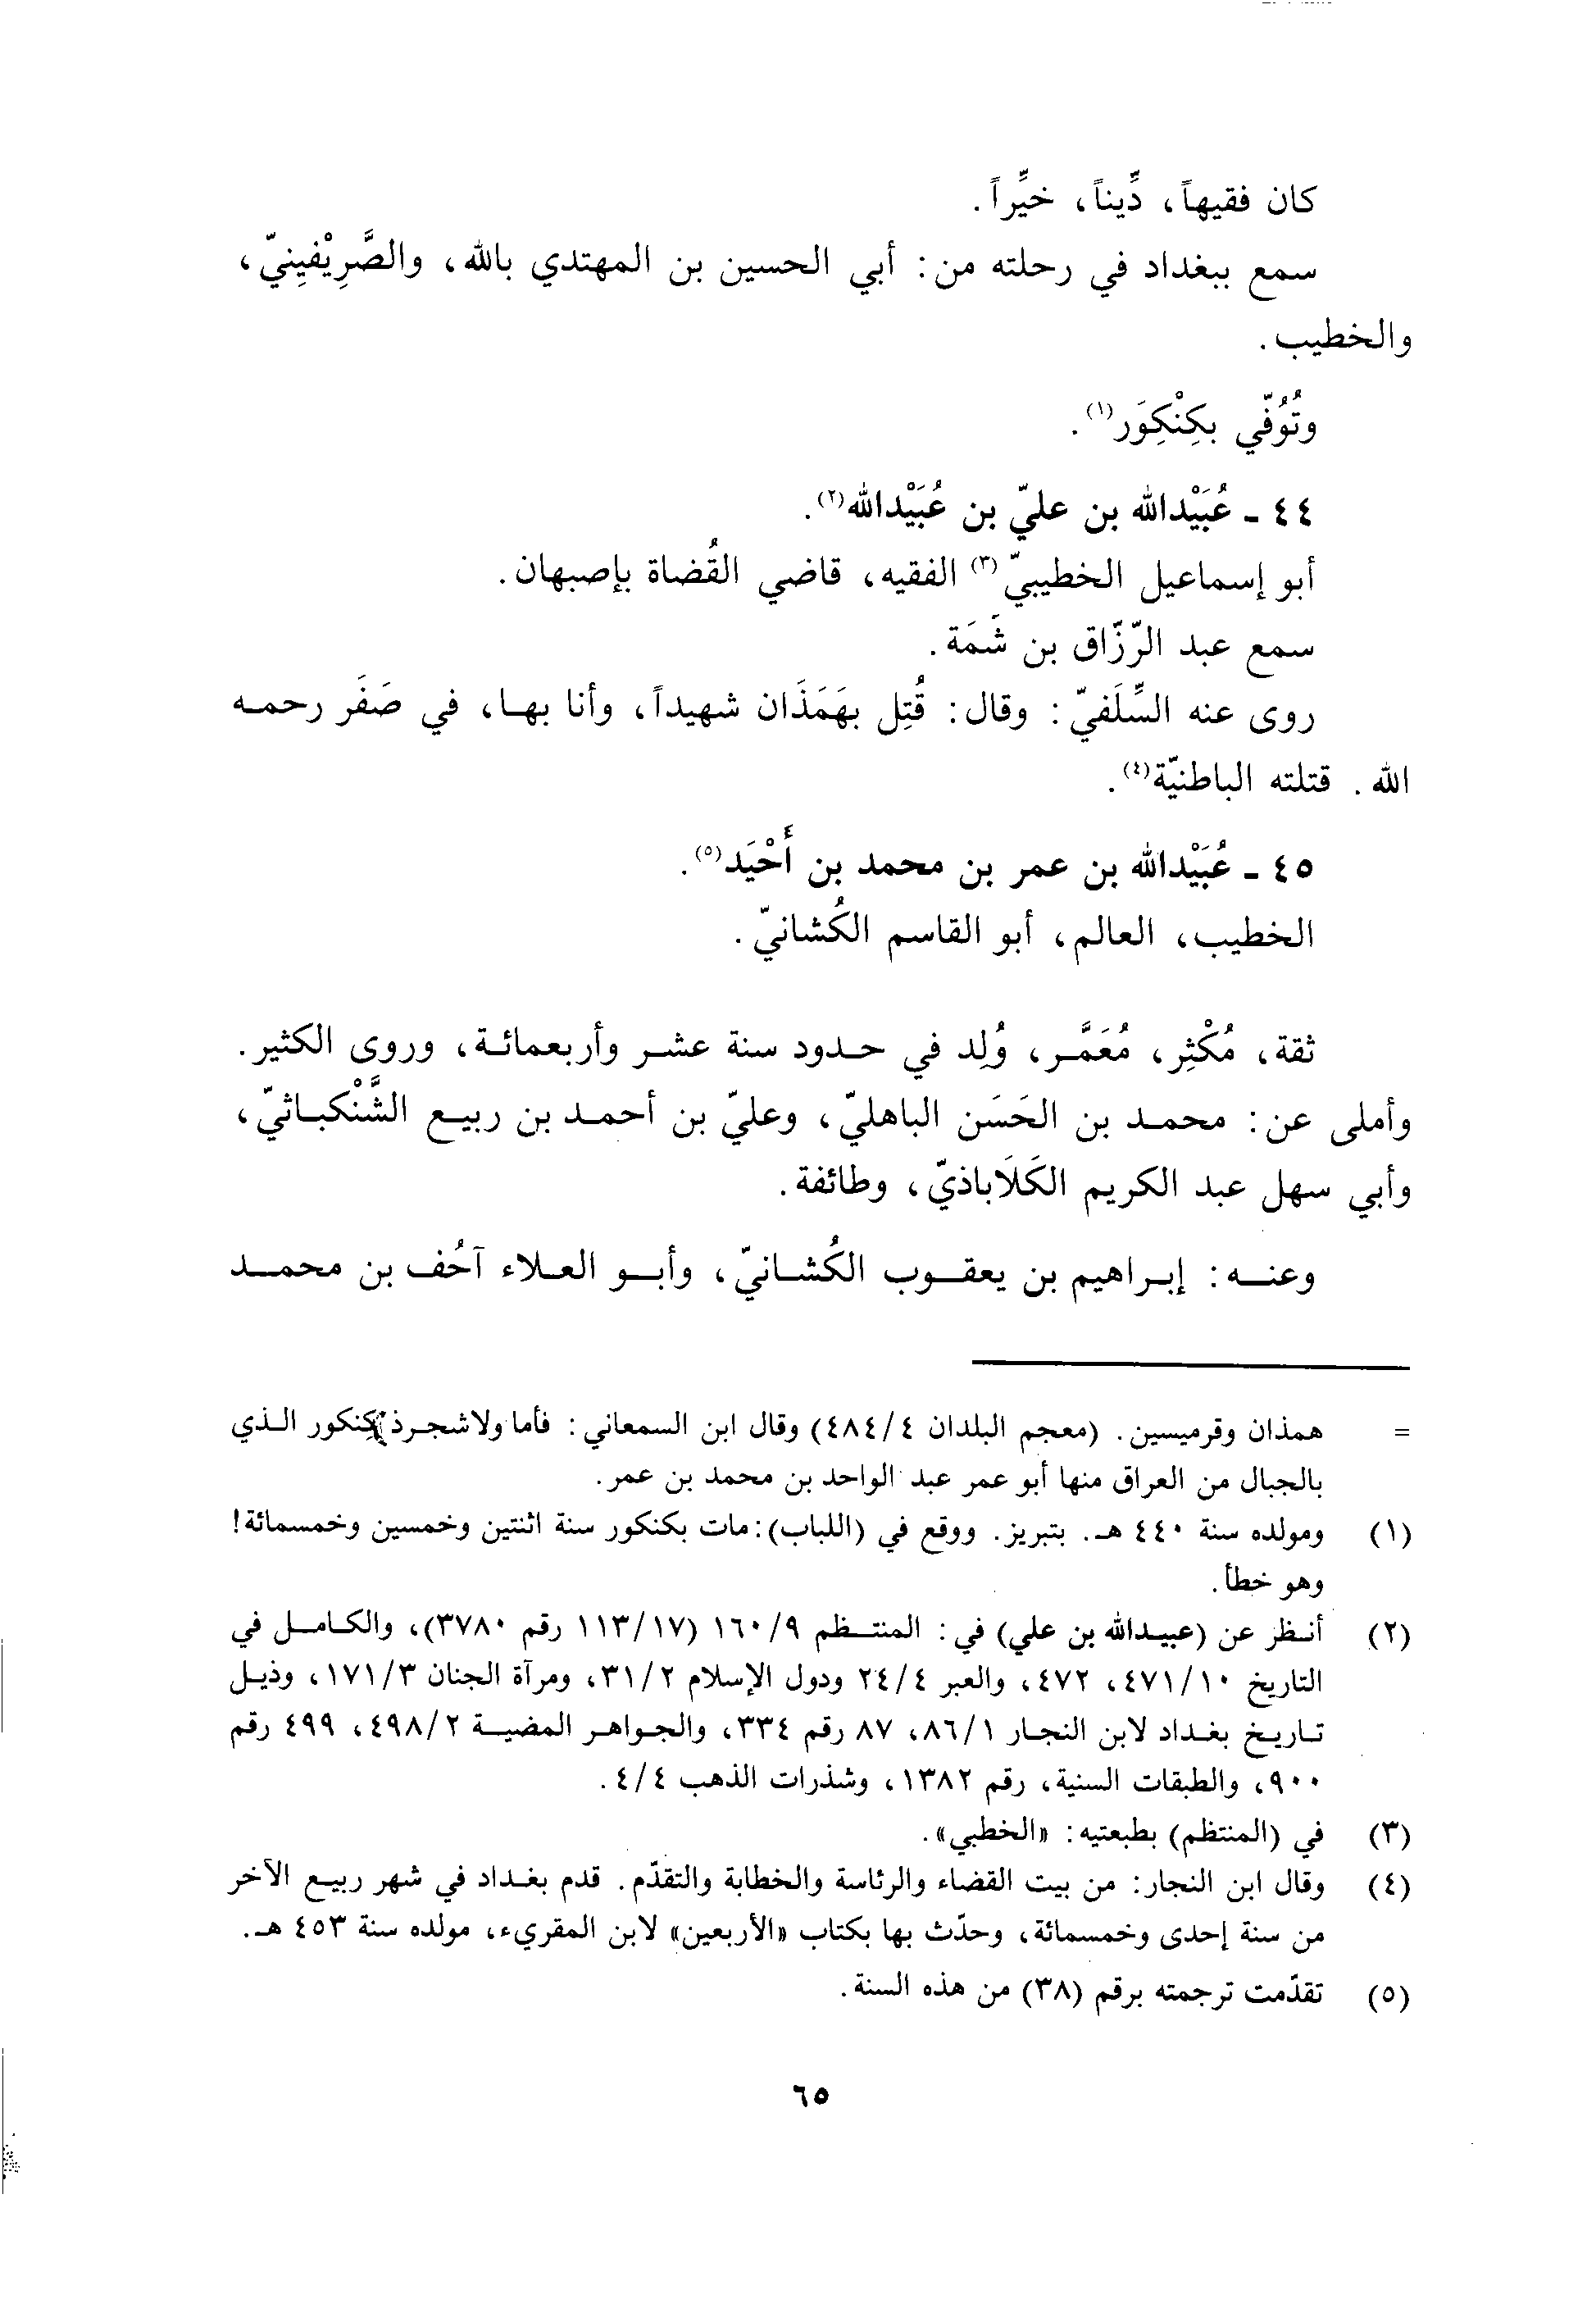 كان فقيهاً، دِّيناً، خيِّراً.
سمع ببغداد في رحلته من: أبي الحسين بن المهتدي بالله، والصَّرِيْفِينيّ،
والخطيب.
وتُوُفّي بكِنْكِوَر(١).
٤٤ - عُبَيْدالله بن عليّ بن عُبَيْدالله(٢).
أبو إسماعيل الخطيبيّ(٣) الفقيه، قاضي القُضاة بإصبهان.
سمع عبد الرّزّاق بن شَمَة.
روى عنه السِّلَفيّ: وقال: قُتِل بهَمَذَان شهيداً، وأنا بها، في صَفَر رحمه
الله. قتلته الباطنيّة(٤).
٤٥ - عُبَيْدالله بن عمر بن محمد بن أَحْيَد(٥).
الخطيب، العالم، أبو القاسم الكُشانيّ.
ثقة، مُكْثِر، مُعَمَّر، وُلِد في حدود سنة عشر وأربعمائة، وروى الكثير.
وأملى عن: محمد بن الحَسَن الباهليّ، وعليّ بن أحمد بن ربيع الشَّنْكباثيّ،
وأبي سهل عبد الكريم الكَلَاباذيّ، وطائفة.
وعنه: إبراهيم بن يعقوب الكُشانيّ، وأبو العلاء آحُف بن محمد
= همذان وقرميسين. (معجم البلدان ٤/٤٨٤) وقال ابن السمعاني: فأما ولاشجرذ كِنكور الذي
بالجبال من العراق منها أبو عمر عبد الواحد بن محمد بن عمر.
(١) ومولده سنة ٤٤٠ هـ. بتبريز. ووقع في (اللباب): مات بكنكور سنة اثنتين وخمسين وخمسمائة!
وهو خطأ.
(٢) أنظر عن (عبيدالله بن علي) في: المنتظم ٩/١٦٠ (١٧/١١٣ رقم ٣٧٨٠)، والكامل في
التاريخ ١٠/٤٧١، ٤٧٢، والعبر ٤/٢٤ ودول الإسلام ٢/٣١، ومرآة الجنان ٣/١٧١، وذيل
تاريخ بغداد لابن النجار ١/٨٦، ٨٧ رقم ٣٣٤، والجواهر المضية ٢/٤٩٨، ٤٩٩ رقم
٩٠٠، والطبقات السنية، رقم ١٣٨٢، وشذرات الذهب ٤/٤.
(٣) في (المنتظم) بطبعتيه: «الخطبي».
(٤) وقال ابن النجار: من بيت القضاء والرئاسة والخطابة والتقدّم. قدم بغداد في شهر ربيع الآخر
من سنة إحدى وخمسمائة، وحدّث بها بكتاب «الأربعين» لابن المقريء، مولده سنة ٤٥٣ هـ.
(٥) تقدّمت ترجمته برقم (٣٨) من هذه السنة.
٦٥